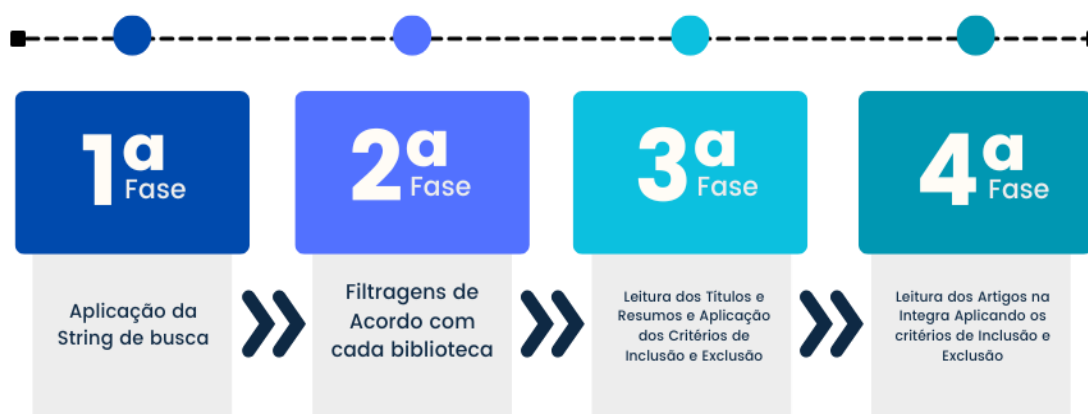 1ª Fase
Aplicação da
String de busca
2ª Fase
Filtragens de
Acordo com
cada biblioteca
3ª Fase
Leitura dos Títulos e
Resumos e Aplicação
dos Critérios de
Inclusão e Exclusão
4ª Fase
Leitura dos Artigos na
Integra Aplicando os
critérios de Inclusão e
Exclusão